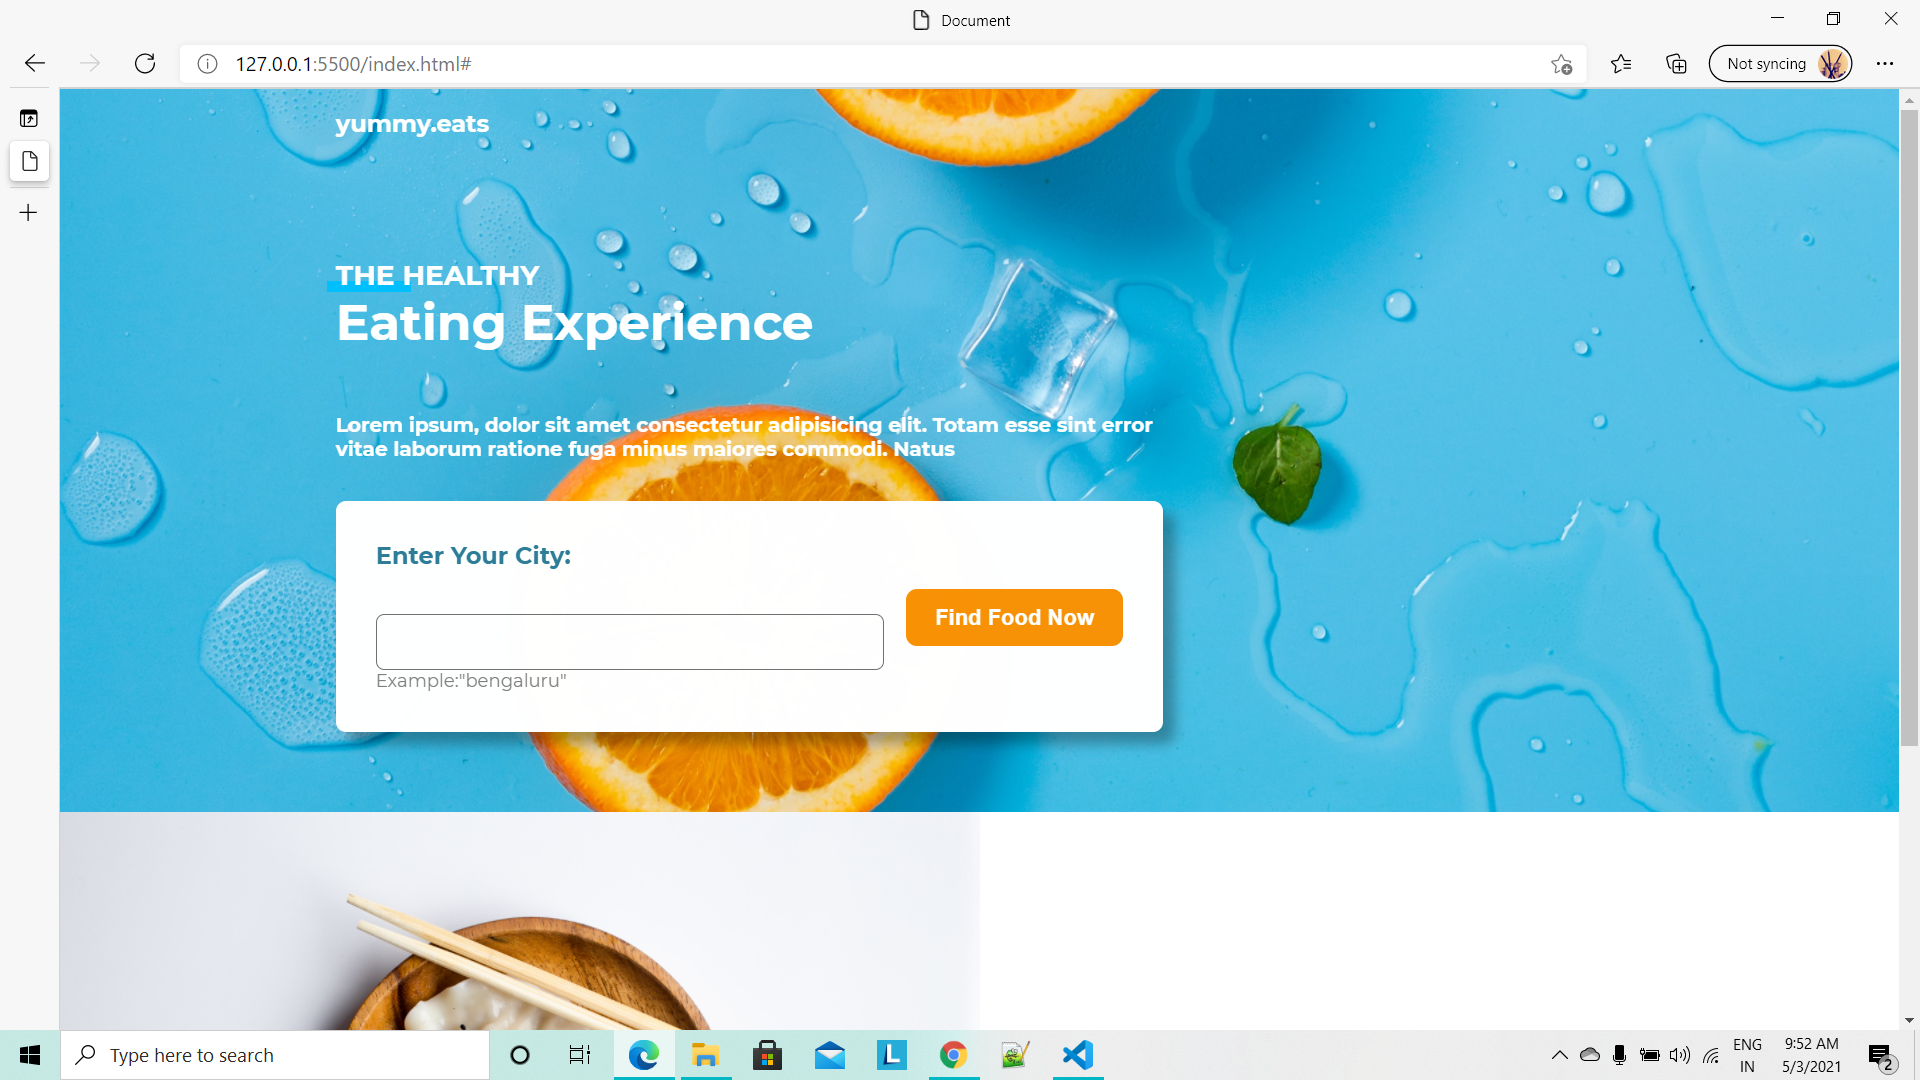 Document
127.0.0.1:5500/index.html#
Not syncing
yummy.eats
THE HEALTHY
Eating Experience
Lorem ipsum, dolor sit amet consectetur adipisicing elit. Totam esse sint error
vitae laborum ratione fuga minus maiores commodi. Natus
Enter Your City:
Find Food Now
Example:"bengaluru"
Type here to search
L
ENG
IN
9:52 AM
5/3/2021
2